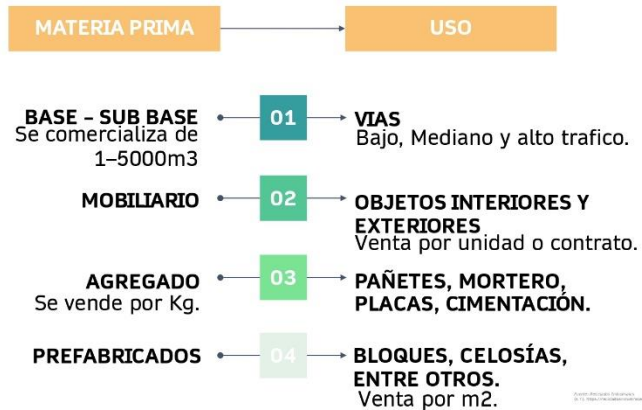 MATERIA PRIMA
USO
BASE – SUB BASE
Se comercializa de
1–5000m3
01
VIAS
Bajo, Mediano y alto trafico.
MOBILIARIO
02
OBJETOS INTERIORES Y
EXTERIORES
Venta por unidad o contrato.
AGREGADO
Se vende por Kg.
03
PAÑETES, MORTERO,
PLACAS, CIMENTACIÓN.
PREFABRICADOS
04
BLOQUES, CELOSÍAS,
ENTRE OTROS.
Venta por m2.